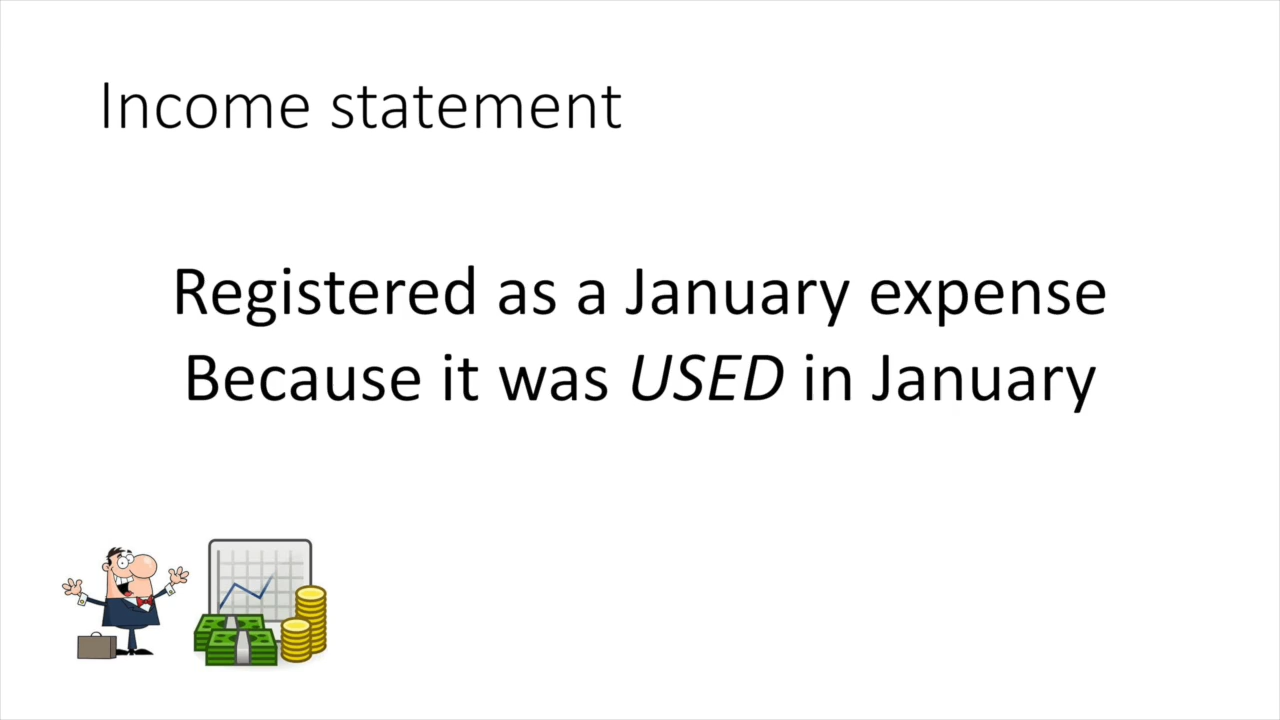 Income statement
Registered as a January expense
Because it was USED in January